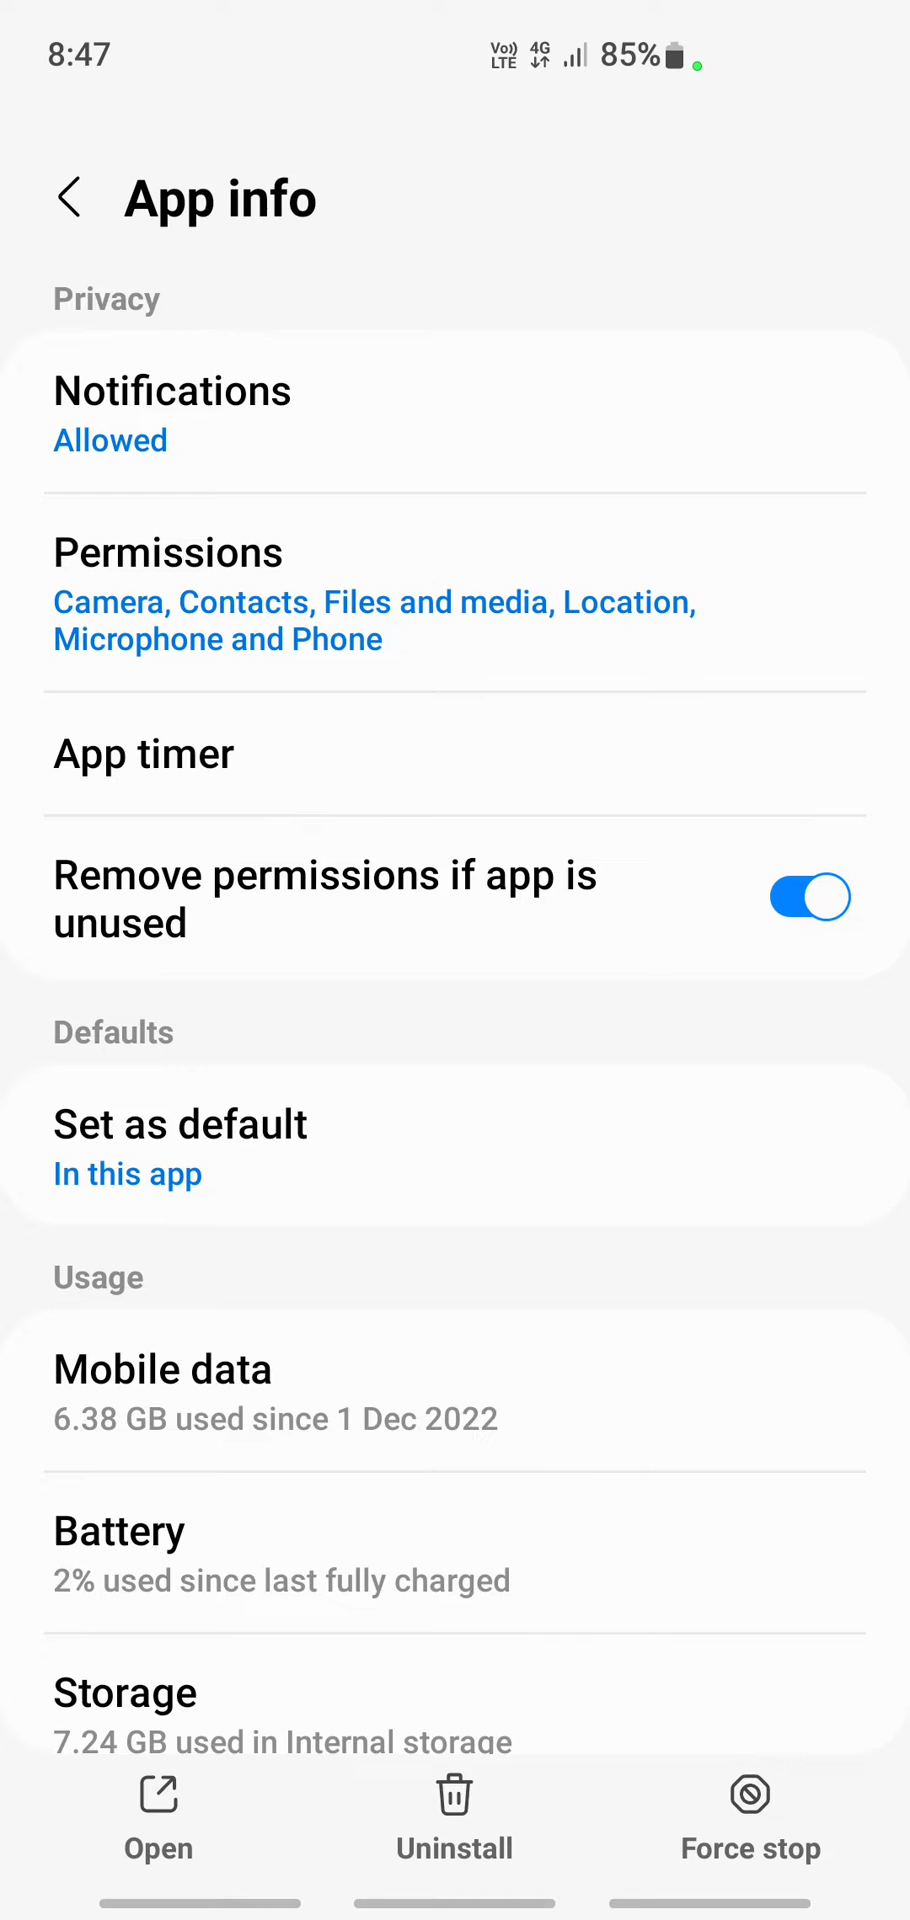 8:47
Vo)) LTE 4G 85%
App info
Privacy
Notifications
Allowed
Permissions
Camera, Contacts, Files and media, Location,
Microphone and Phone
App timer
Remove permissions if app is
unused
Defaults
Set as default
In this app
Usage
Mobile data
6.38 GB used since 1 Dec 2022
Battery
2% used since last fully charged
Storage
7.24 GB used in Internal storage
Open
Uninstall
Force stop